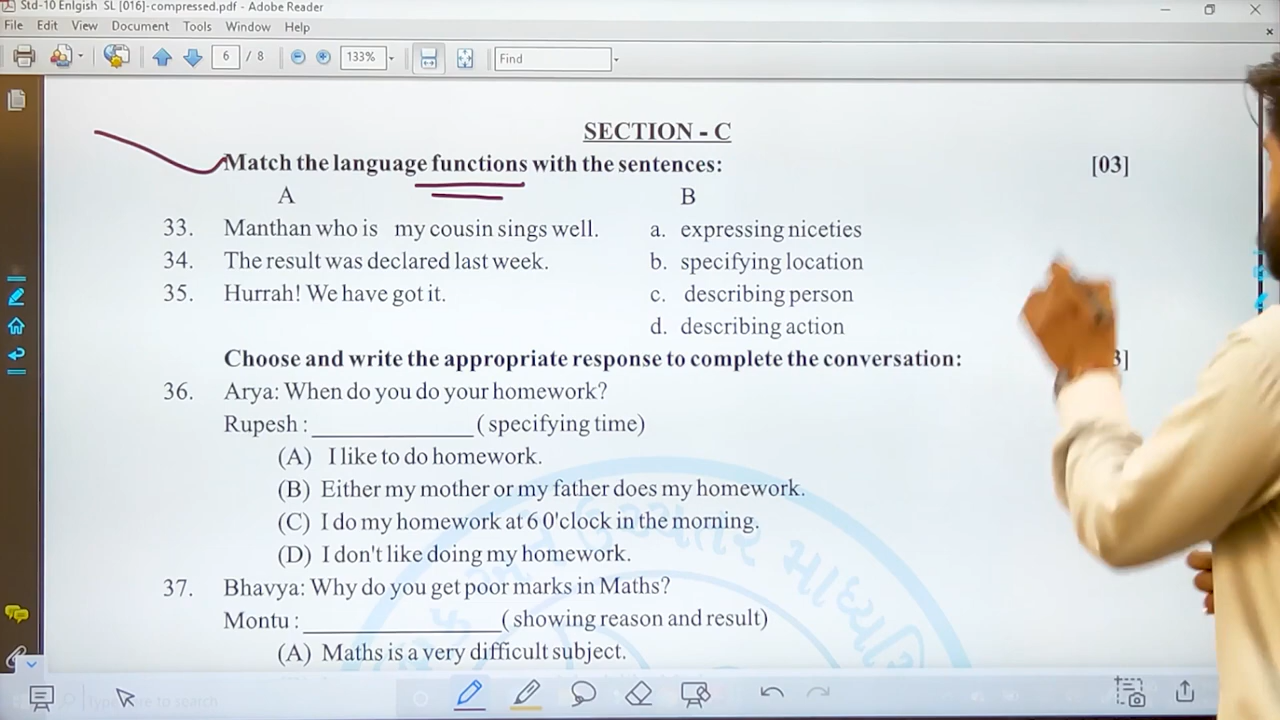 Std-10 Enlgish SL [016]-compressed.pdf - Adobe Reader
File Edit View Document Tools Window Help
6 / 8 133% Find
SECTION - C
Match the language functions with the sentences: [03]
A B
33. Manthan who is my cousin sings well. a. expressing niceties
34. The result was declared last week. b. specifying location
35. Hurrah! We have got it. c. describing person
d. describing action
Choose and write the appropriate response to complete the conversation: 3]
36. Arya: When do you do your homework?
Rupesh : ______________ ( specifying time)
(A) I like to do homework.
(B) Either my mother or my father does my homework.
(C) I do my homework at 6 0'clock in the morning.
(D) I don't like doing my homework.
37. Bhavya: Why do you get poor marks in Maths?
Montu : _________________ ( showing reason and result)
(A) Maths is a very difficult subject.
Type here to search